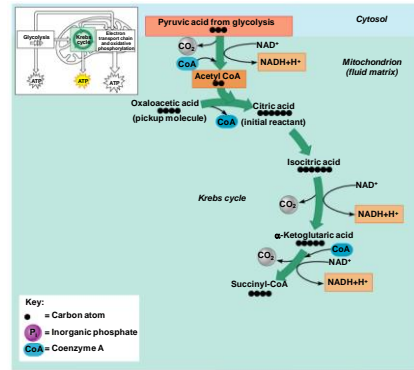 Pyruvic acid from glycolysis
Cytosol
Glycolysis
Krebs
cycle
Electron
transport chain
and oxidative
phosphorylation
ATP
ATP
ATP
CO2
NAD+
CoA
NADH+H+
Mitochondrion
(fluid matrix)
Acetyl CoA
Oxaloacetic acid
(pickup molecule)
CoA
Citric acid
(initial reactant)
Isocitric acid
Krebs cycle
NAD+
CO2
NADH+H+
α-Ketoglutaric acid
CO2
CoA
NAD+
Succinyl-CoA
NADH+H+
Key:
= Carbon atom
Pi = Inorganic phosphate
CoA = Coenzyme A